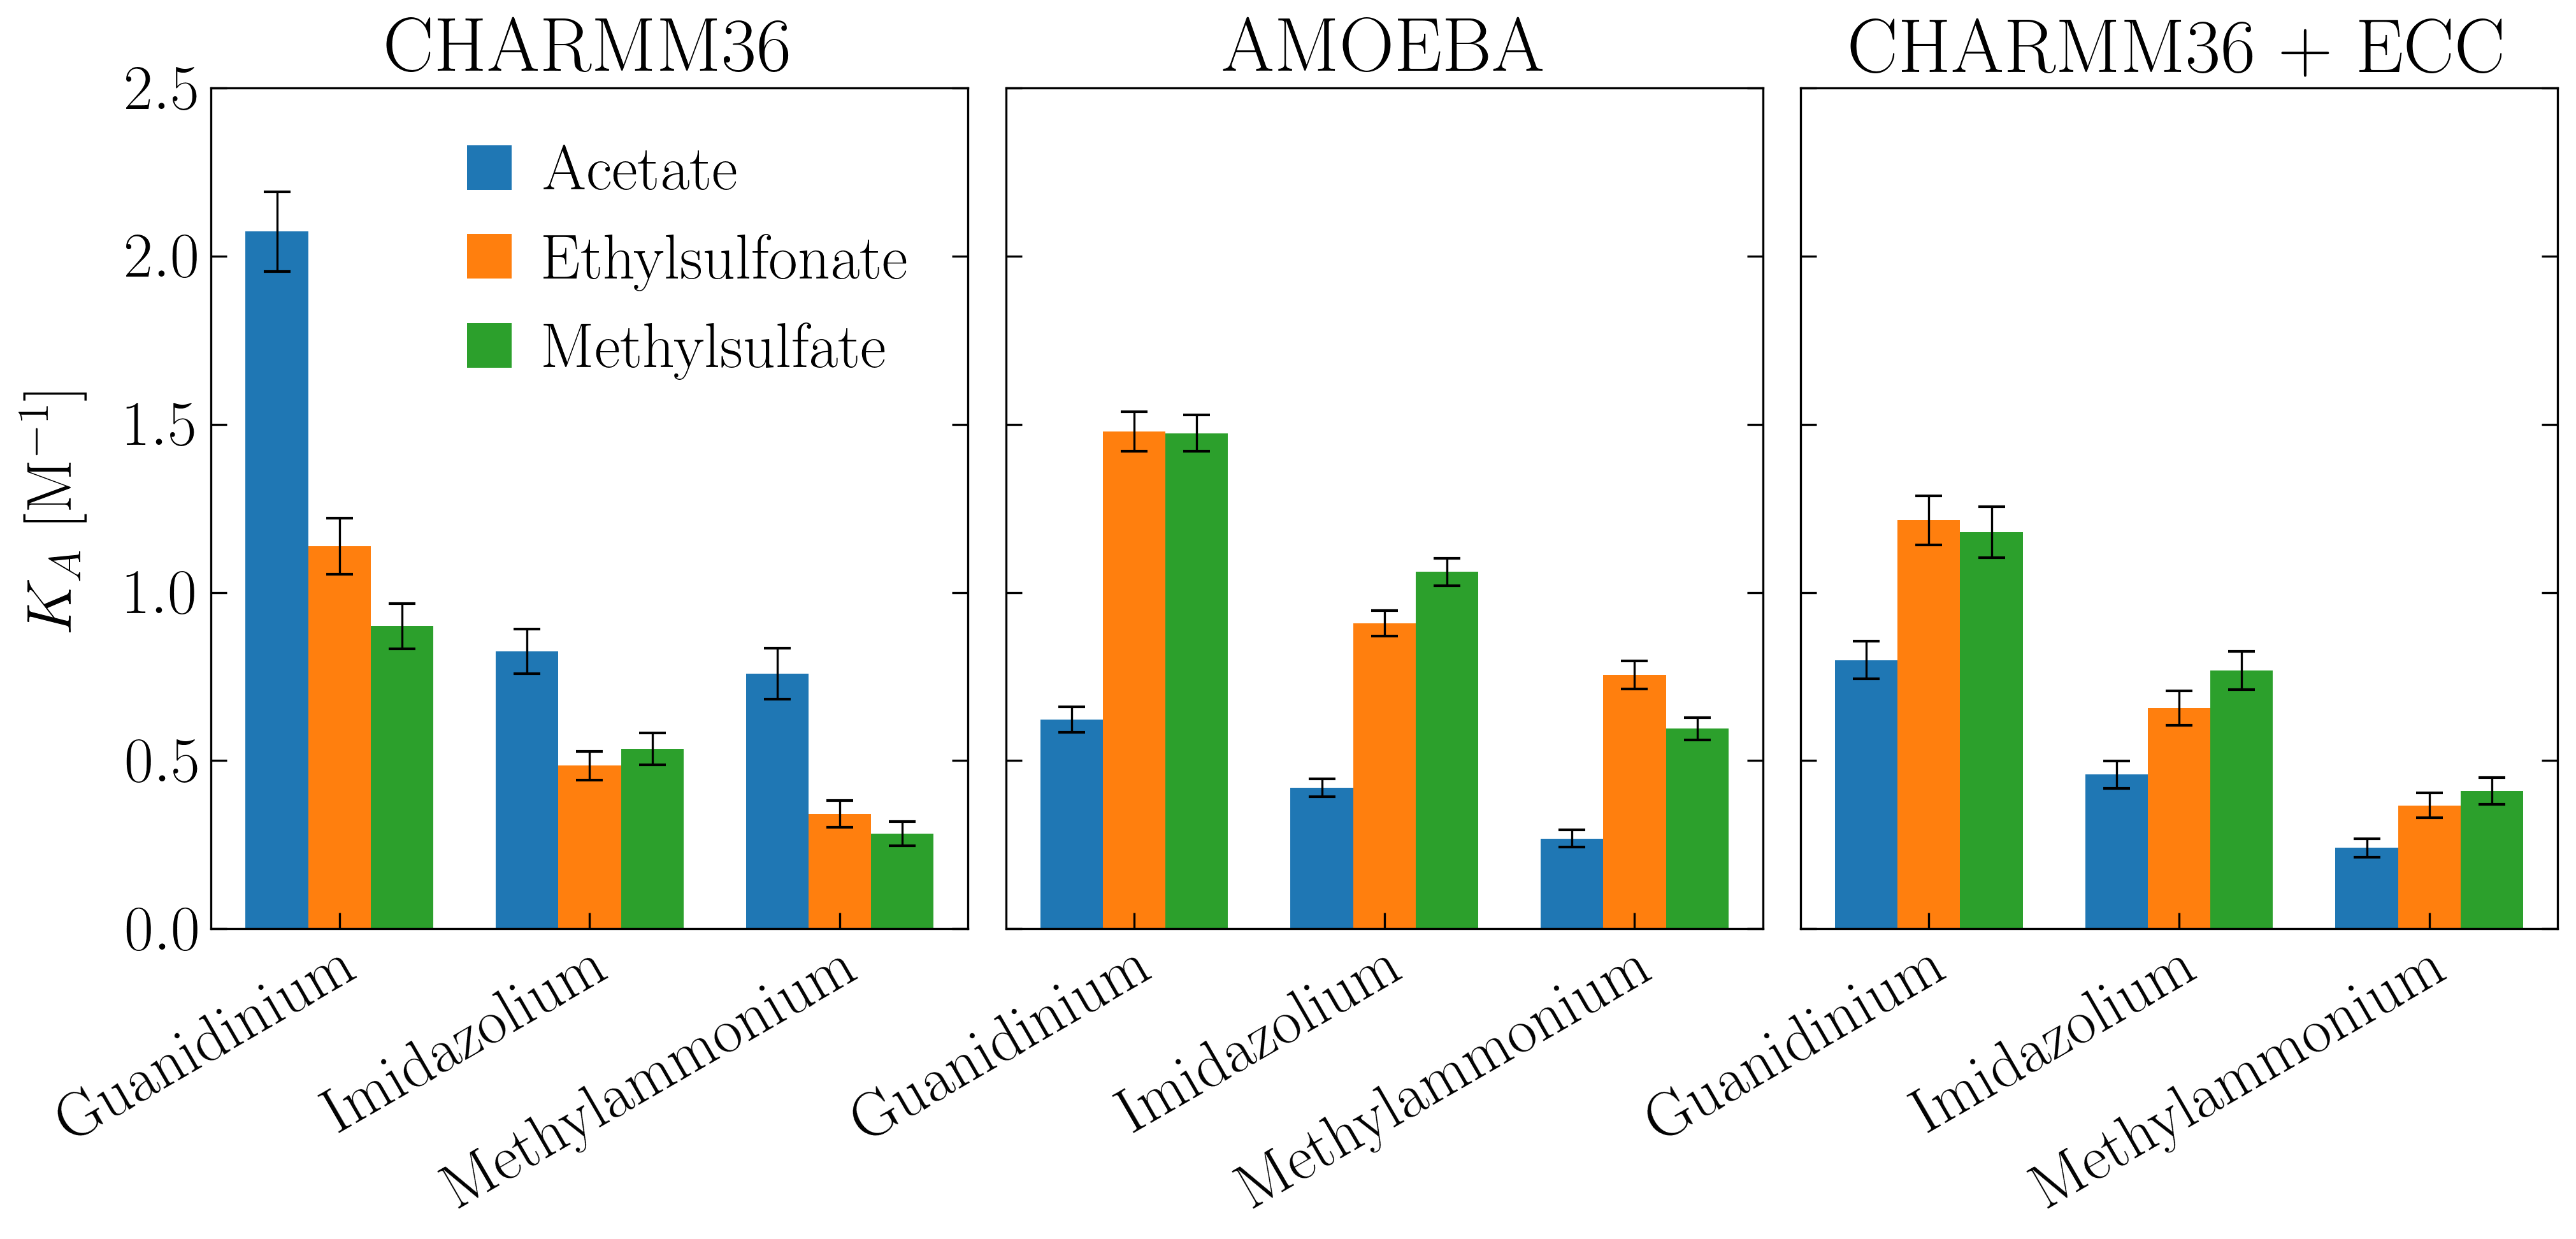 CHARMM36
AMOEBA
CHARMM36 + ECC
K_A [M^{-1}]
2.5
2.0
1.5
1.0
0.5
0.0
Acetate
Ethylsulfonate
Methylsulfate
Guanidinium
Imidazolium
Methylammonium
Guanidinium
Imidazolium
Methylammonium
Guanidinium
Imidazolium
Methylammonium